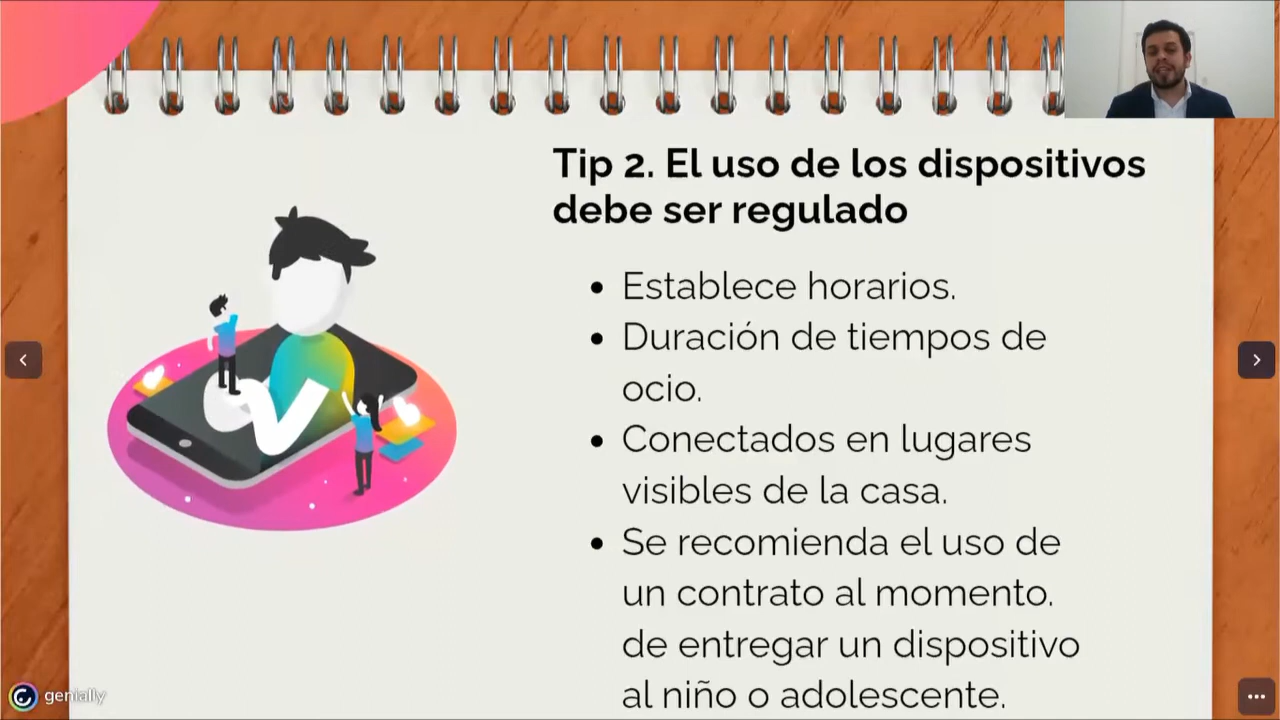 Tip 2. El uso de los dispositivos
debe ser regulado
Establece horarios.
Duración de tiempos de
ocio.
Conectados en lugares
visibles de la casa.
Se recomienda el uso de
un contrato al momento.
de entregar un dispositivo
al niño o adolescente.
genially